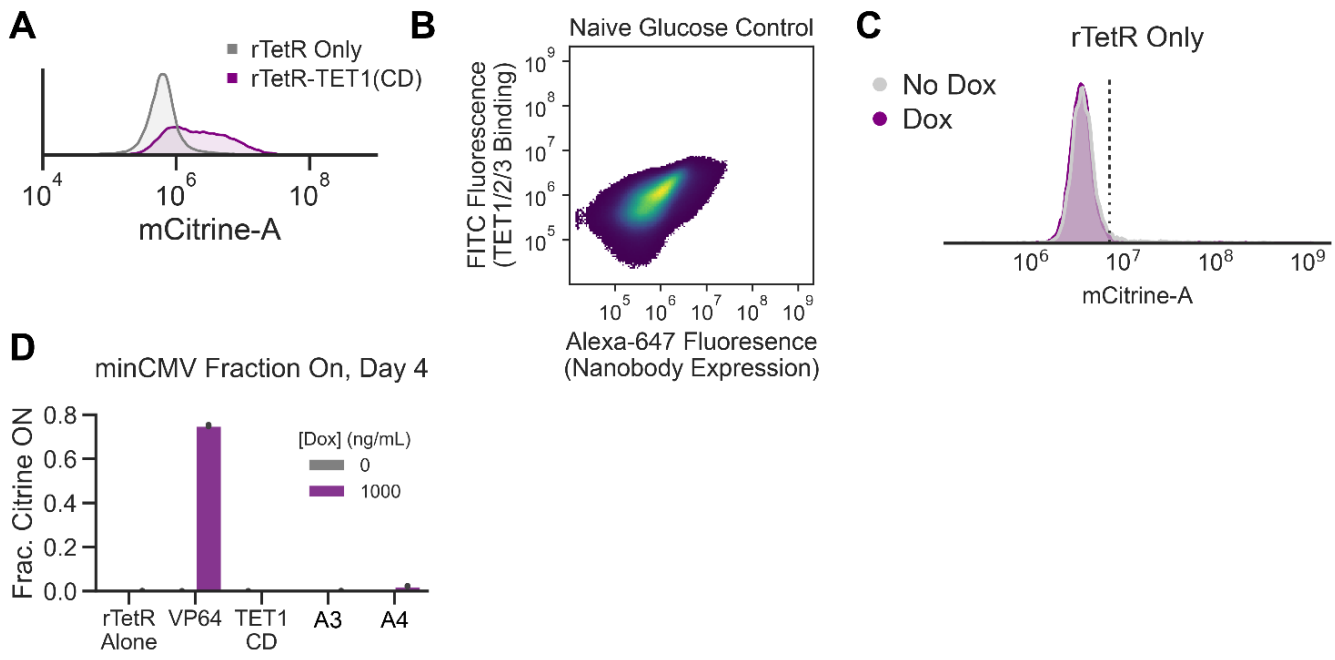 A
rTetR Only
rTetR-TET1(CD)
10^4
10^6
10^8
mCitrine-A
B
Naive Glucose Control
FITC Fluorescence
(TET1/2/3 Binding)
10^9
10^8
10^7
10^6
10^5
10^5
10^6
10^7
10^8
10^9
Alexa-647 Fluoresence
(Nanobody Expression)
C
rTetR Only
No Dox
Dox
10^6
10^7
10^8
10^9
mCitrine-A
D
minCMV Fraction On, Day 4
Frac. Citrine ON
0.8
0.6
0.4
0.2
0.0
[Dox] (ng/mL)
0
1000
rTetR
Alone
VP64
TET1
CD
A3
A4